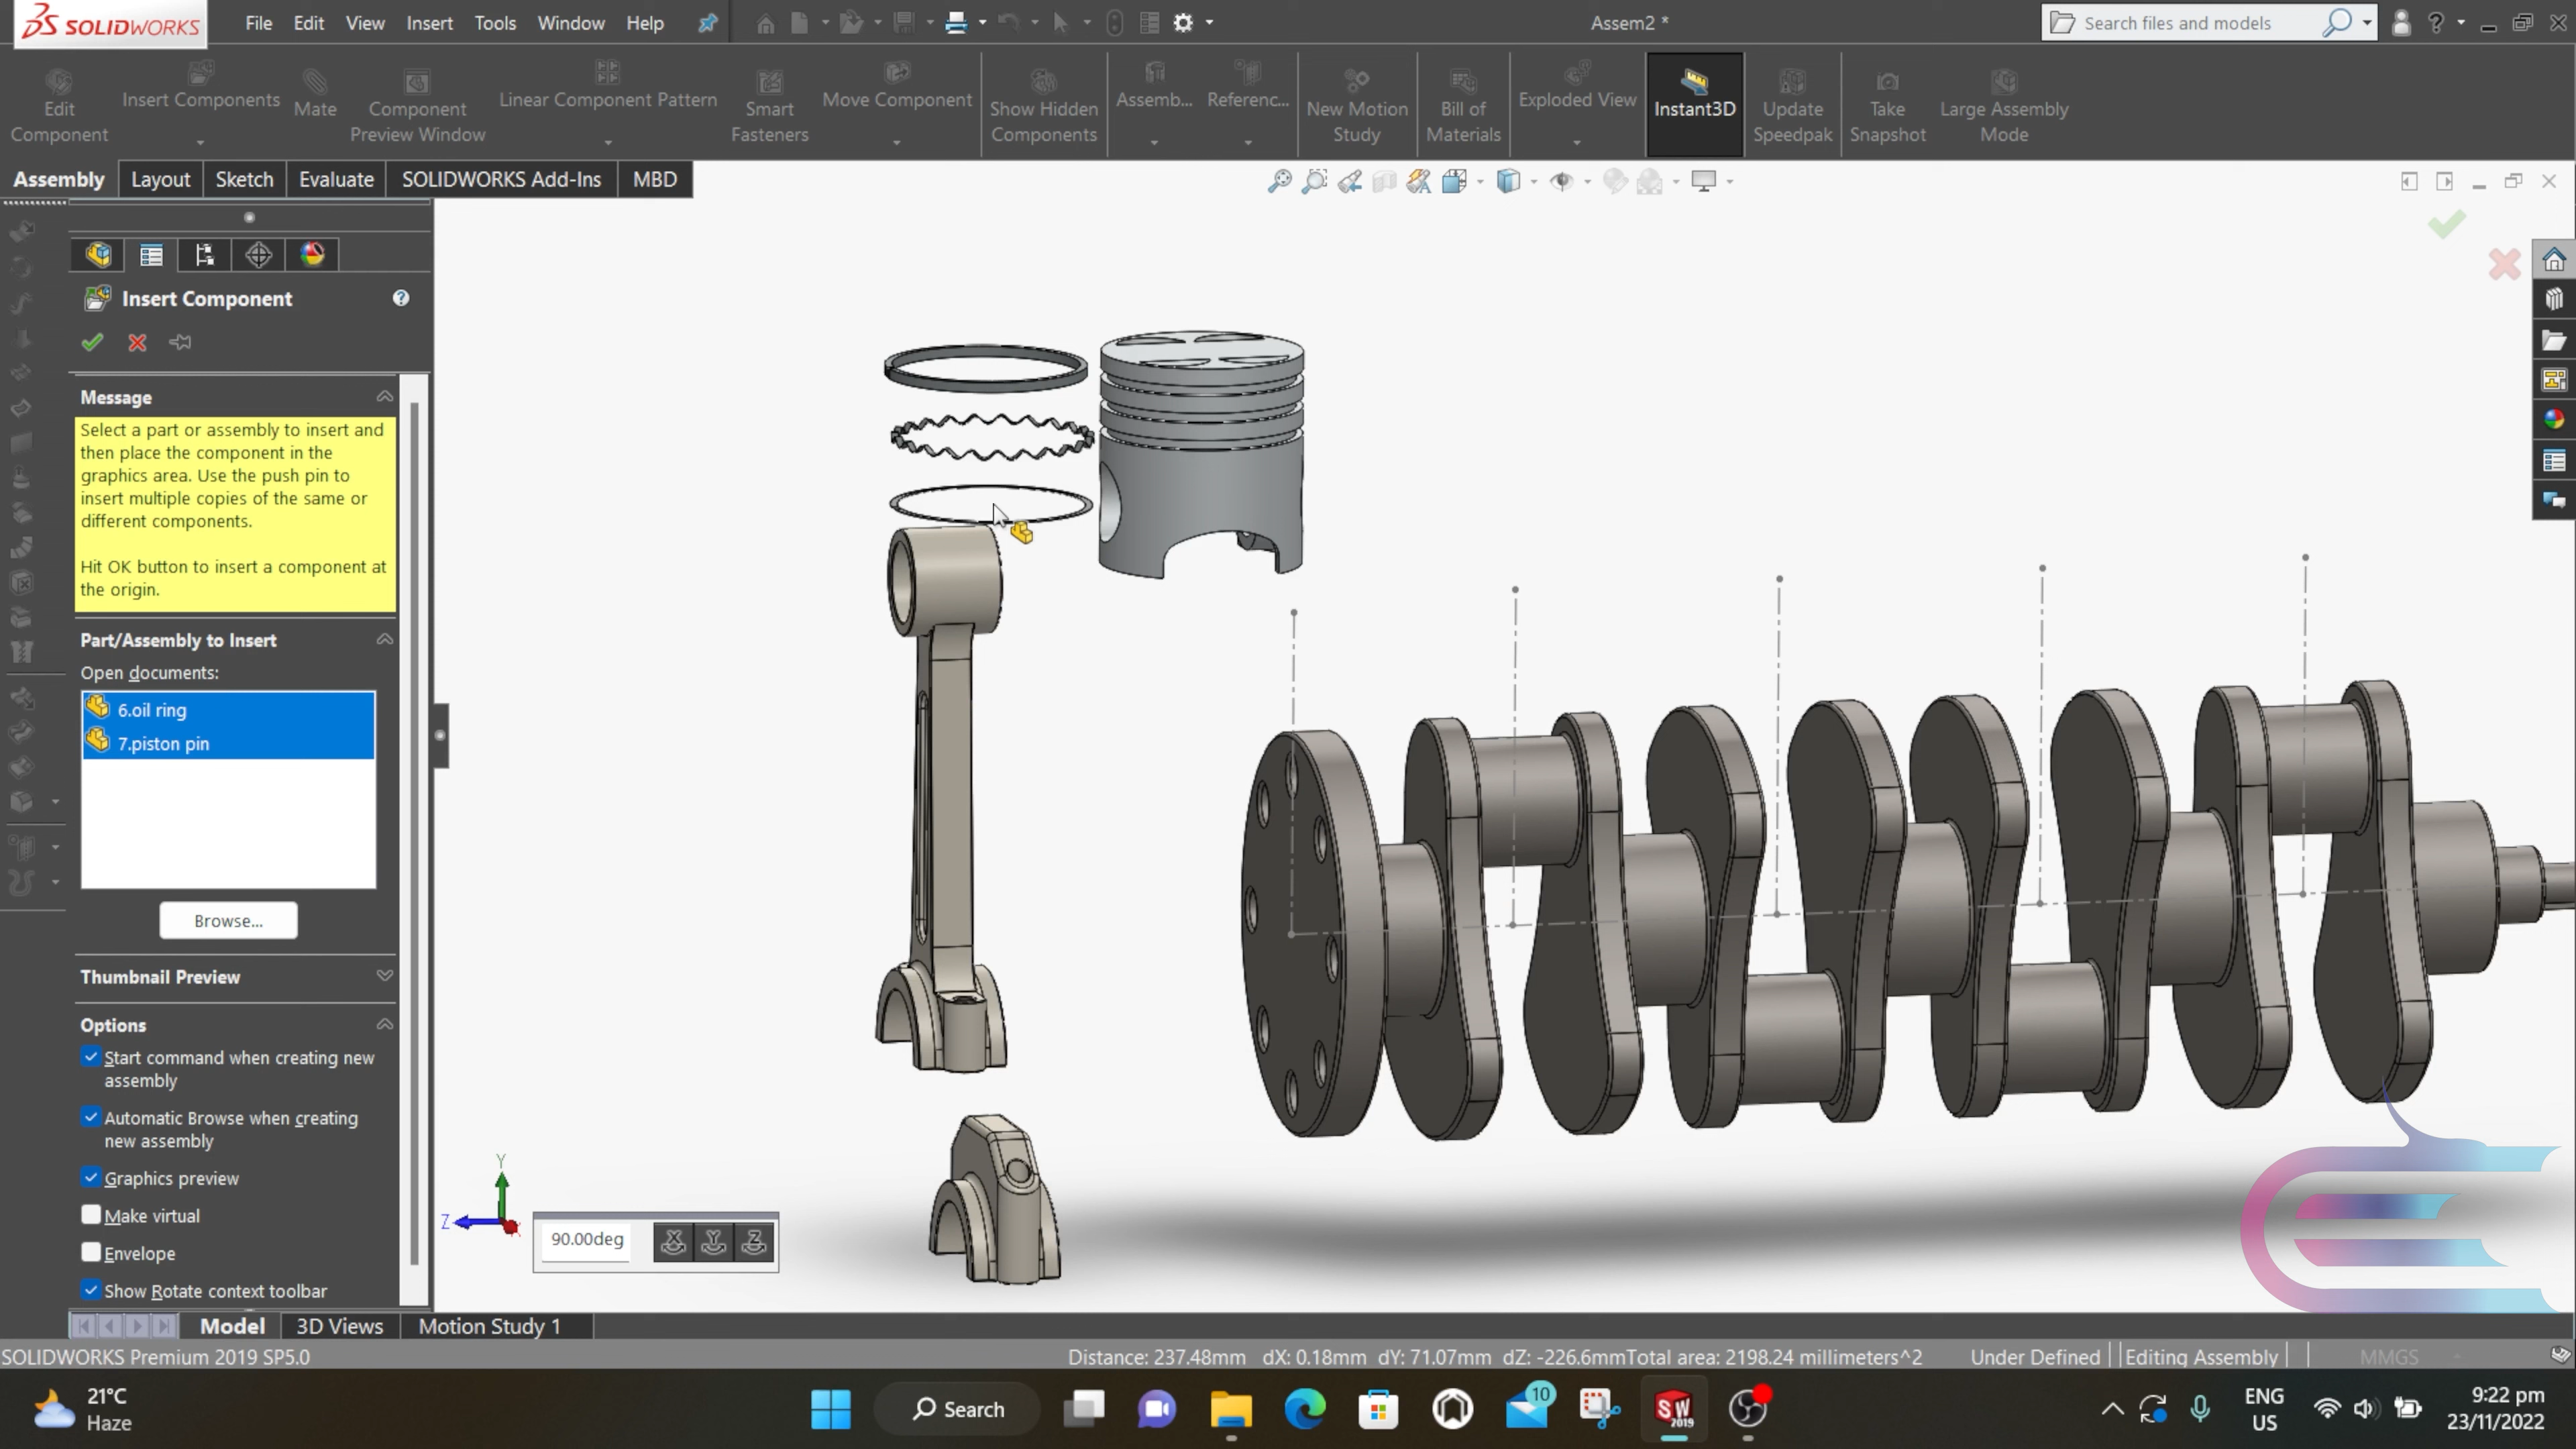 SOLIDWORKS
File Edit View Insert Tools Window Help
Assem2 *
Search files and models
Edit Component
Insert Components
Mate
Component Preview Window
Linear Component Pattern
Smart Fasteners
Move Component
Show Hidden Components
Assemb...
Referenc...
New Motion Study
Bill of Materials
Exploded View
Instant3D
Update Speedpak
Take Snapshot
Large Assembly Mode
Assembly Layout Sketch Evaluate SOLIDWORKS Add-Ins MBD
Insert Component
Message
Select a part or assembly to insert and
then place the component in the
graphics area. Use the push pin to
insert multiple copies of the same or
different components.
Hit OK button to insert a component at
the origin.
Part/Assembly to Insert
Open documents:
6.oil ring
7.piston pin
Browse...
Thumbnail Preview
Options
Start command when creating new
assembly
Automatic Browse when creating
new assembly
Graphics preview
Make virtual
Envelope
Show Rotate context toolbar
Y
Z
90.00deg
X Y Z
Model 3D Views Motion Study 1
SOLIDWORKS Premium 2019 SP5.0
Distance: 237.48mm dX: 0.18mm dY: 71.07mm dZ: -226.6mmTotal area: 2198.24 millimeters^2 Under Defined Editing Assembly MMGS
21°C
Haze
Search
10
SW
2019
ENG
US
9:22 pm
23/11/2022